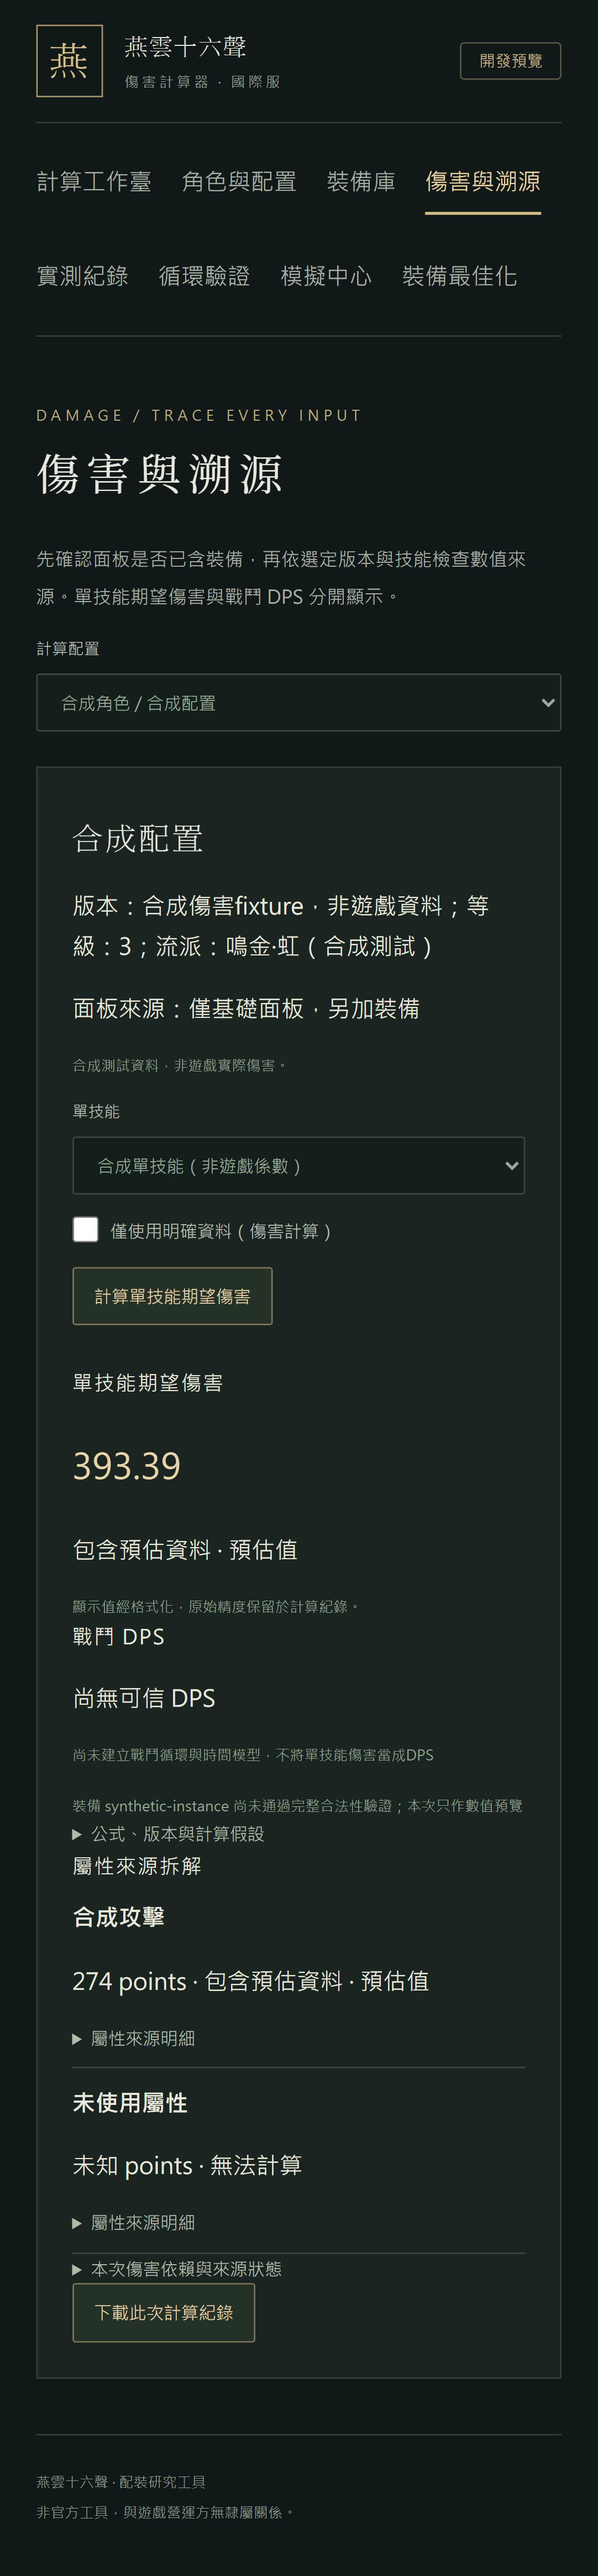 燕
燕雲十六聲
傷害計算器 · 國際服
開發預覽
計算工作臺
角色與配置
裝備庫
傷害與溯源
實測紀錄
循環驗證
模擬中心
裝備最佳化
DAMAGE / TRACE EVERY INPUT
傷害與溯源
先確認面板是否已含裝備，再依選定版本與技能檢查數值來
源。單技能期望傷害與戰鬥 DPS 分開顯示。
計算配置
合成角色 / 合成配置
合成配置
版本：合成傷害fixture，非遊戲資料；等
級：3；流派：鳴金·虹（合成測試）
面板來源：僅基礎面板，另加裝備
合成測試資料，非遊戲實際傷害。
單技能
合成單技能（非遊戲係數）
僅使用明確資料（傷害計算）
計算單技能期望傷害
單技能期望傷害
393.39
包含預估資料 · 預估值
顯示值經格式化，原始精度保留於計算紀錄。
戰鬥 DPS
尚無可信 DPS
尚未建立戰鬥循環與時間模型，不將單技能傷害當成DPS
裝備 synthetic-instance 尚未通過完整合法性驗證；本次只作數值預覽
▶ 公式、版本與計算假設
屬性來源拆解
合成攻擊
274 points · 包含預估資料 · 預估值
▶ 屬性來源明細
未使用屬性
未知 points · 無法計算
▶ 屬性來源明細
▶ 本次傷害依賴與來源狀態
下載此次計算紀錄
燕雲十六聲 · 配裝研究工具
非官方工具，與遊戲營運方無隸屬關係。